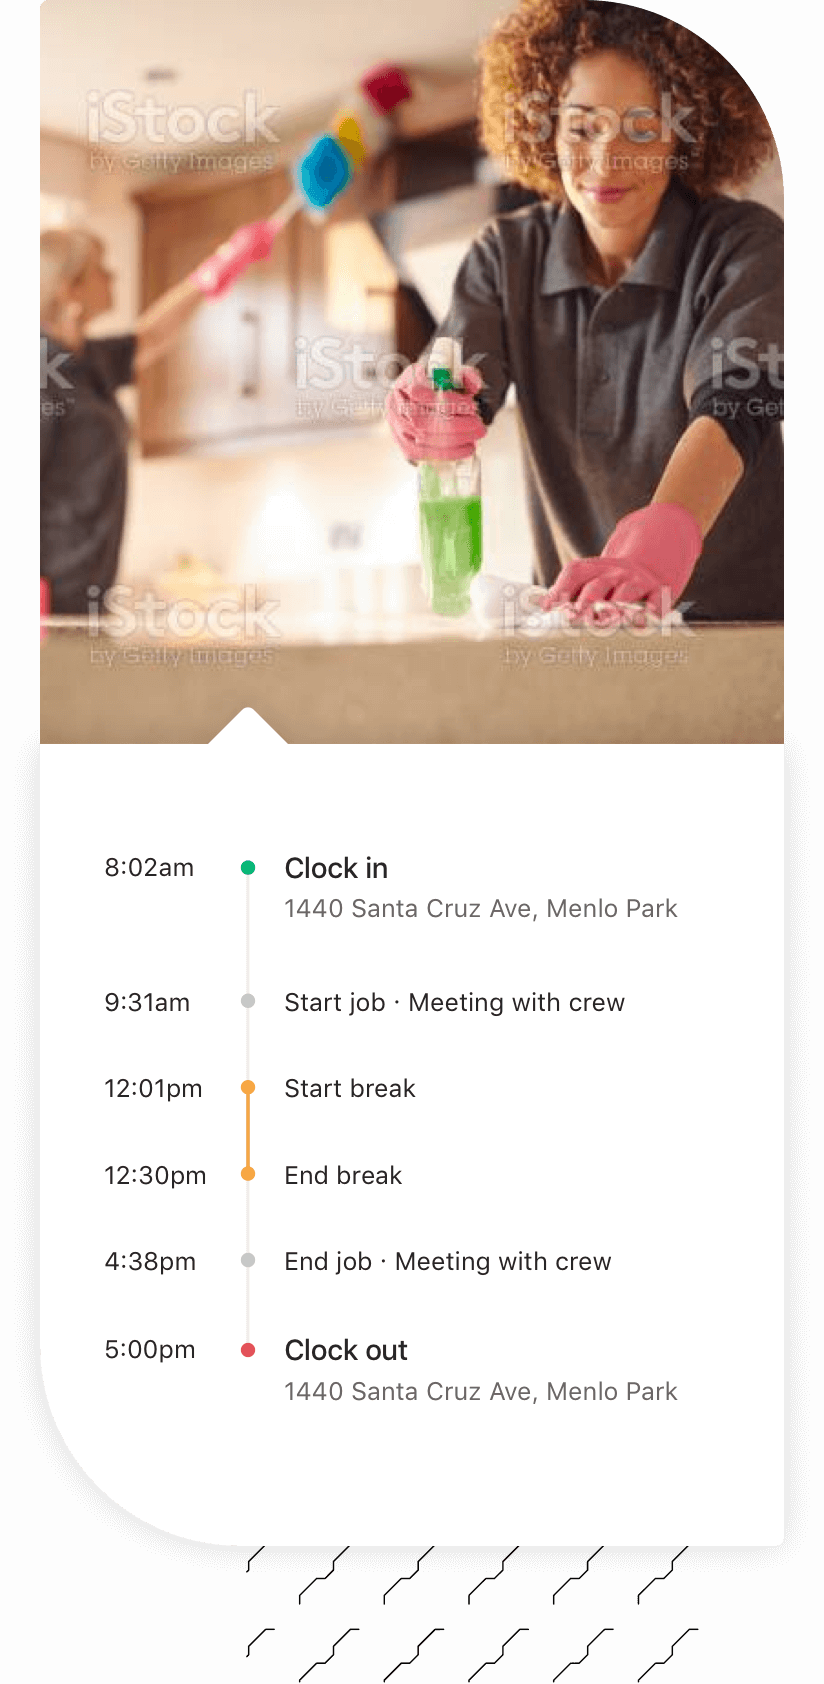 iStock
by Getty Images
iStock
by Getty Images
k
es™
iStock
by Getty Images
iSt
by Get
iStock
by Getty Images
iStock
by Getty Images
8:02am Clock in
1440 Santa Cruz Ave, Menlo Park
9:31am Start job · Meeting with crew
12:01pm Start break
12:30pm End break
4:38pm End job · Meeting with crew
5:00pm Clock out
1440 Santa Cruz Ave, Menlo Park